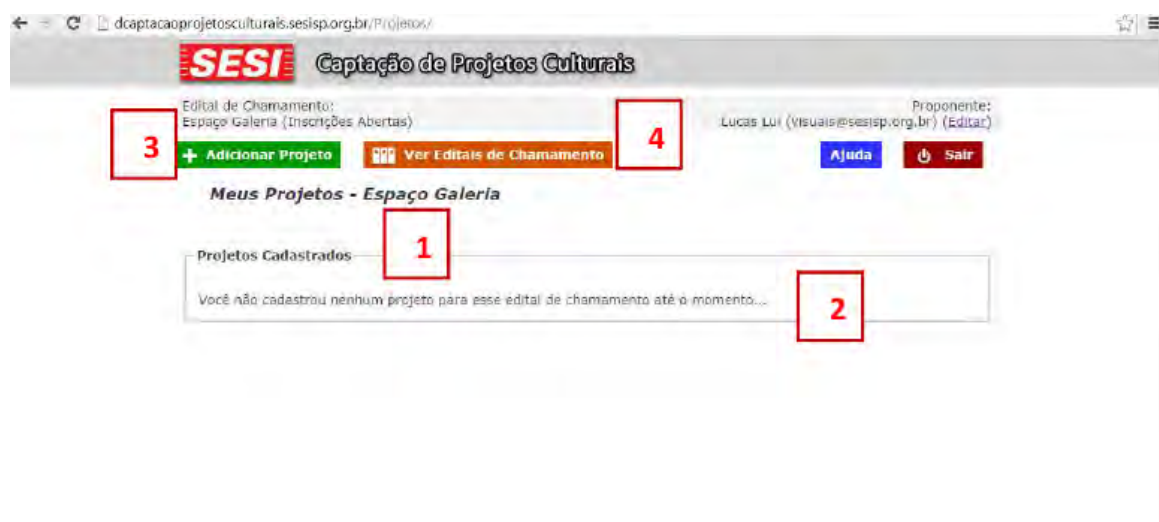 dcaptacaoprojetosculturais.sesisp.org.br/Projetos/
SESI Captação de Projetos Culturais
Edital de Chamamento:
Espaço Galeria (Inscrições Abertas)
Proponente:
Lucas Lui (visuais@sesisp.org.br) (Editar)
3
4
+ Adicionar Projeto
Ver Editais de Chamamento
Ajuda
Sair
Meus Projetos - Espaço Galeria
1
Projetos Cadastrados
Você não cadastrou nenhum projeto para esse edital de chamamento até o momento...
2